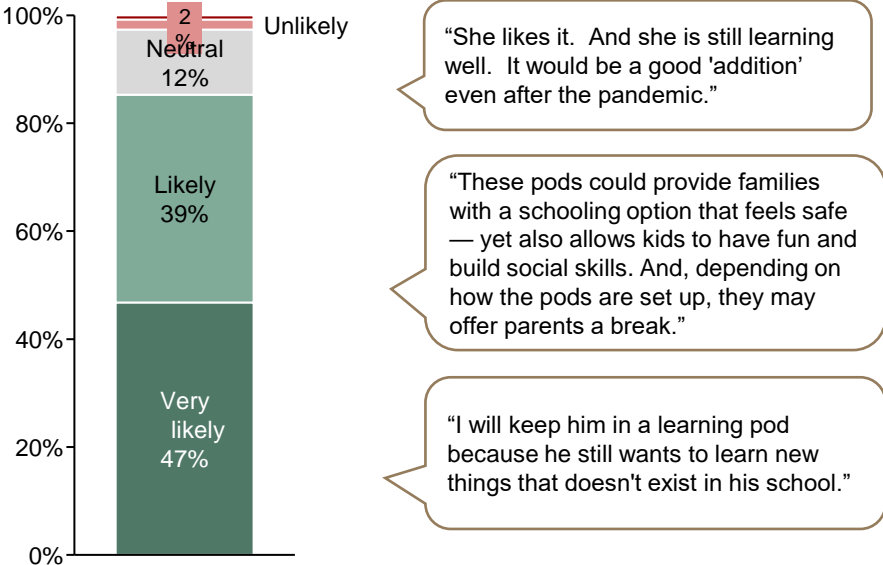 100%
80%
60%
40%
20%
0%
2
%
Unlikely
Neutral
12%
Likely
39%
Very
likely
47%
“She likes it.  And she is still learning
well.  It would be a good 'addition’
even after the pandemic.”
“These pods could provide families
with a schooling option that feels safe
— yet also allows kids to have fun and
build social skills. And, depending on
how the pods are set up, they may
offer parents a break.”
“I will keep him in a learning pod
because he still wants to learn new
things that doesn't exist in his school.”